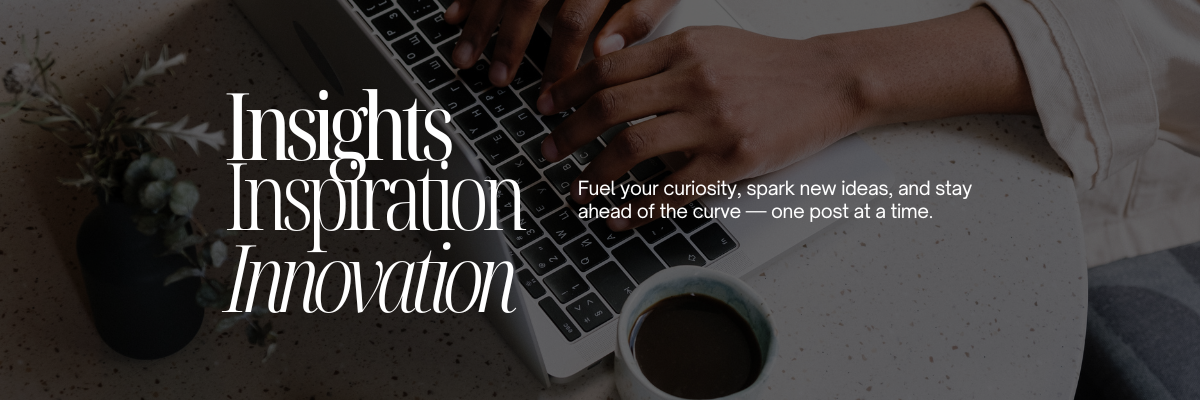 Insights
Inspiration
Innovation
Fuel your curiosity, spark new ideas, and stay
ahead of the curve — one post at a time.